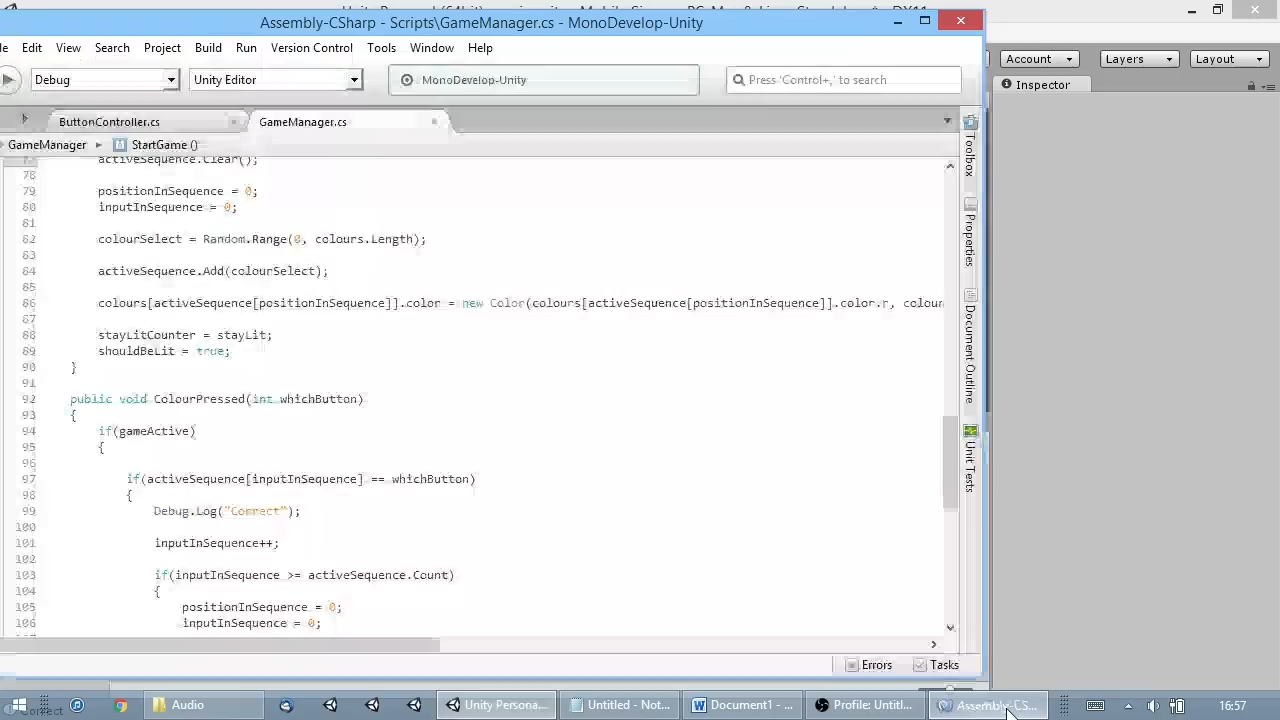 Assembly-CSharp - Scripts\GameManager.cs - MonoDevelop-Unity
Edit View Search Project Build Run Version Control Tools Window Help
Account Layers Layout
Debug Unity Editor MonoDevelop-Unity Press 'Control+,' to search
Inspector
ButtonController.cs GameManager.cs
GameManager StartGame ()
activeSequence.Clear();
78
79 positionInSequence = 0;
80 inputInSequence = 0;
81
82 colourSelect = Random.Range(0, colours.Length);
83
84 activeSequence.Add(colourSelect);
85
86 colours[activeSequence[positionInSequence]].color = new Color(colours[activeSequence[positionInSequence]].color.r, colour
87
88 stayLitCounter = stayLit;
89 shouldBeLit = true;
90 }
91
92 public void ColourPressed(int whichButton)
93 {
94 if(gameActive)
95 {
96
97 if(activeSequence[inputInSequence] == whichButton)
98 {
99 Debug.Log("Correct");
100
101 inputInSequence++;
102
103 if(inputInSequence >= activeSequence.Count)
104 {
105 positionInSequence = 0;
106 inputInSequence = 0;
Toolbox
Properties
Document Outline
Unit Tests
Errors Tasks
Audio Unity Persona... Untitled - Not... Document1 - ... Profile: Untitl... Assembly-CS... 16:57